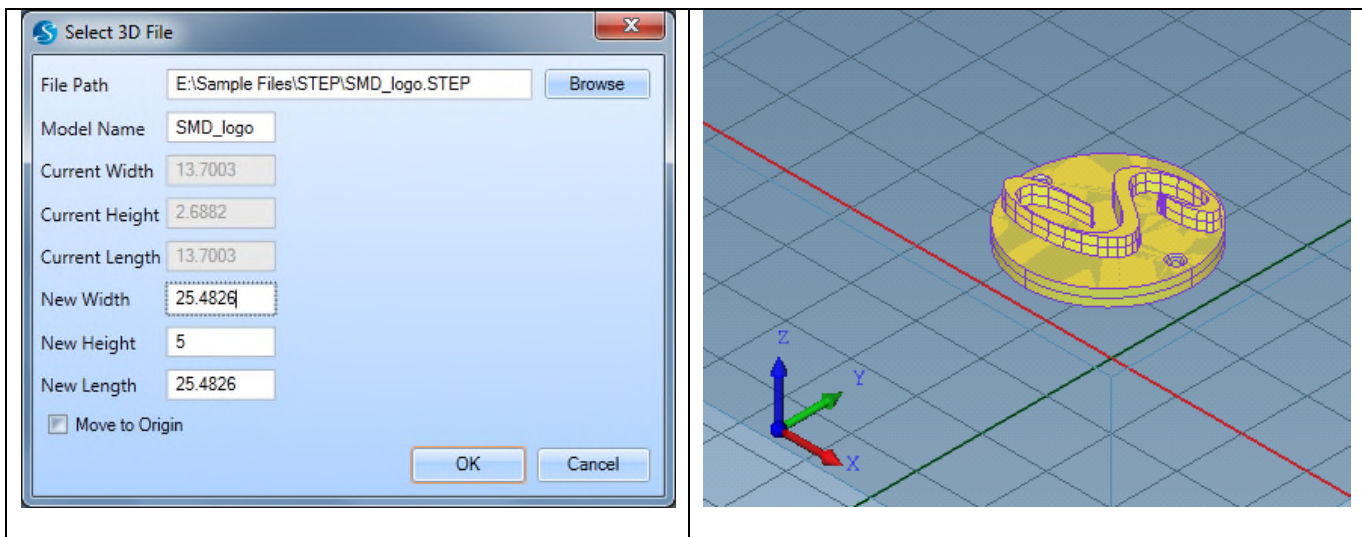 Select 3D File
File Path E:\Sample Files\STEP\SMD_logo.STEP Browse
Model Name SMD_logo
Current Width 13.7003
Current Height 2.6882
Current Length 13.7003
New Width 25.4826
New Height 5
New Length 25.4826
Move to Origin
OK Cancel
Z
Y
X